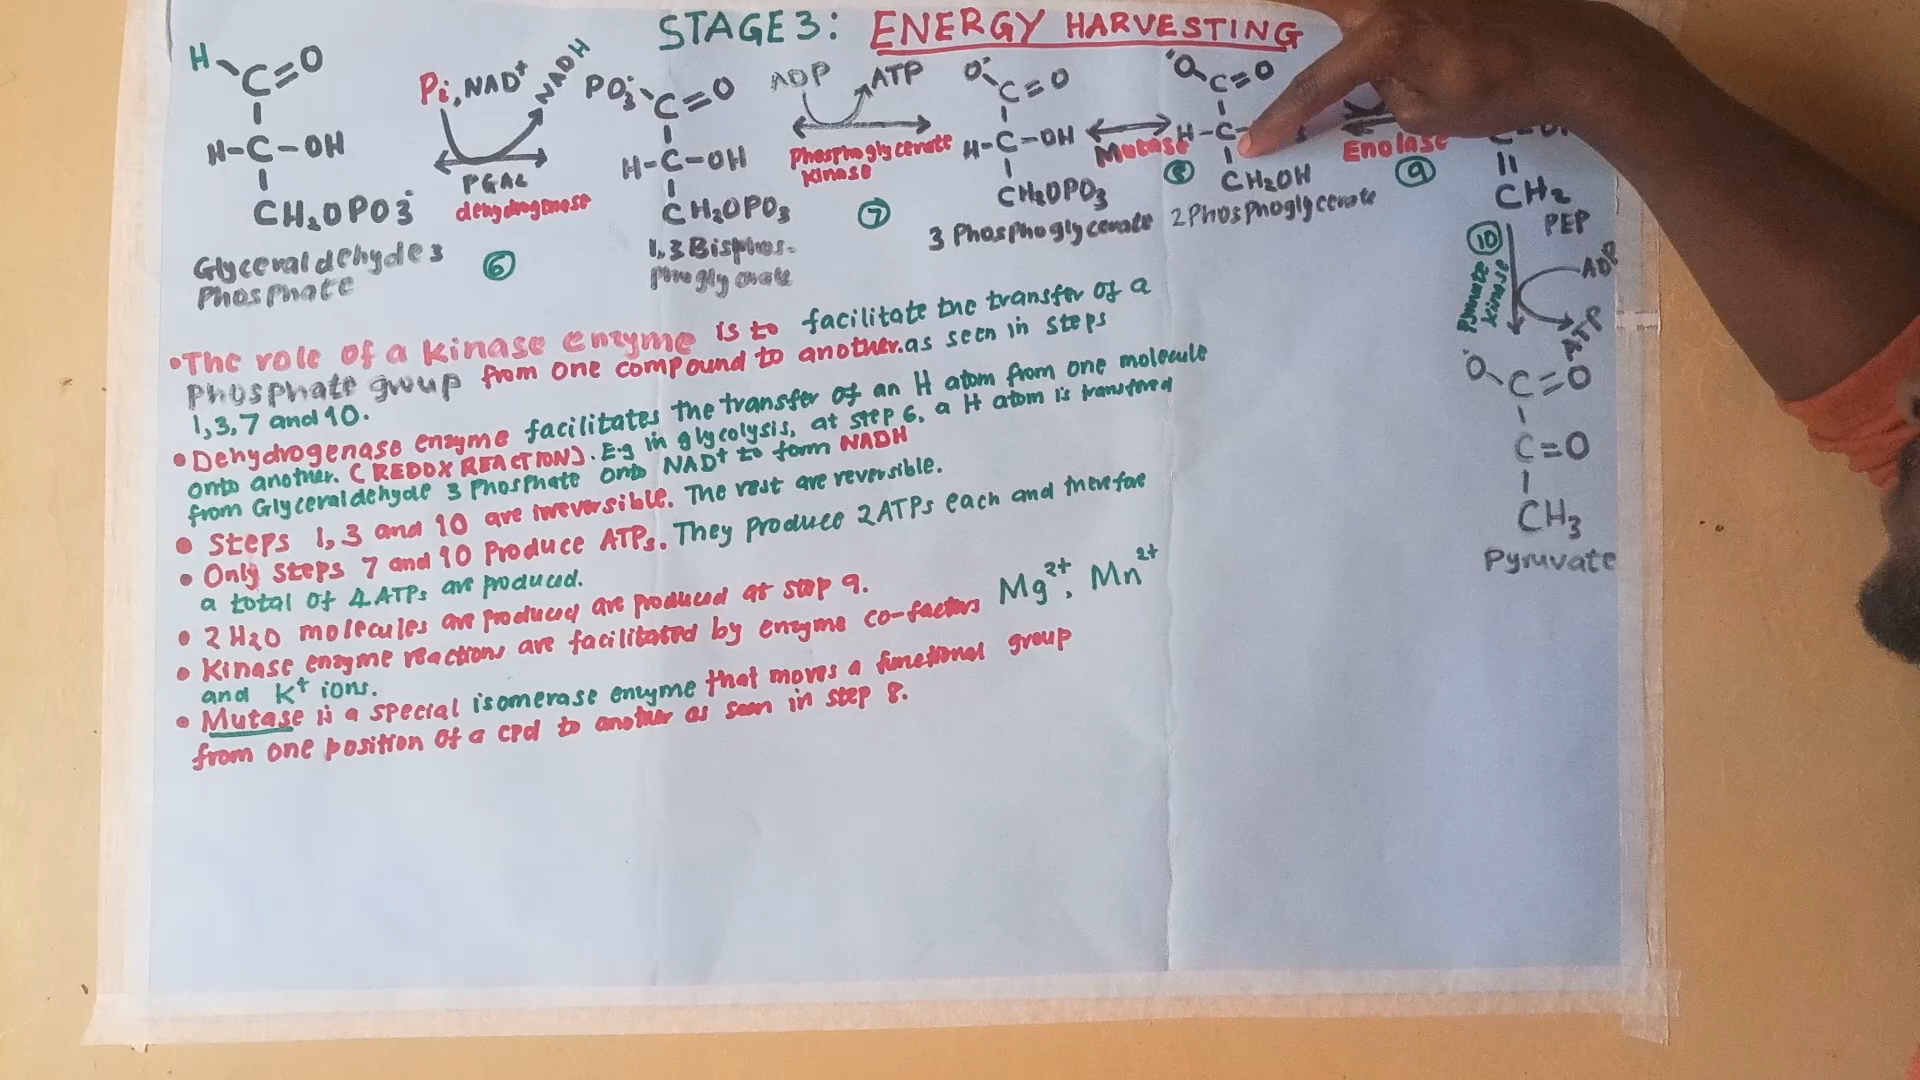 STAGE 3: ENERGY HARVESTING
H
C=O
H-C-OH
CH₂OPO₃⁻
Glyceraldehyde 3
Phosphate
Pi, NAD⁺
NADH
PGAL
dehydrogenase
6
PO₃⁻
C=O
H-C-OH
CH₂OPO₃
1,3 Bisphos-
ADP
ATP
Phosphoglycerate
Kinase
7
O⁻
C=O
H-C-OH
CH₂OPO₃
3 Phosphoglycerate
Mutase
8
⁻O
C=O
H-C-
CH₂OH
2 Phosphoglycerate
Enolase
9
C
CH₂
PEP
10
Kinase
ADP
ATP
O⁻
C=O
C=O
CH₃
Pyruvate
•The role of a kinase enzyme is to facilitate the transfer of a
Phosphate group from one compound to another.as seen in steps
1,3,7 and 10.
•Dehydrogenase enzyme facilitates the transfer of an H atom from one molecule
onto another. (REDOX REACTION). E.g in glycolysis, at step 6, a H atom is transfered
from Glyceraldehyde 3 Phosphate onto NAD⁺ to form NADH
• Steps 1,3 and 10 are irreversible. The rest are reversible.
• Only steps 7 and 10 Produce ATPs. They produce 2ATPs each and therefore
a total of 4 ATPs are produced.
• 2 H₂O molecules are produced are produced at step 9.
• Kinase enzyme reactions are facilitated by enzyme co-factors Mg²⁺, Mn²⁺
and K⁺ ions.
• Mutase is a special isomerase enzyme that moves a functional group
from one position of a cpd to another as seen in step 8.